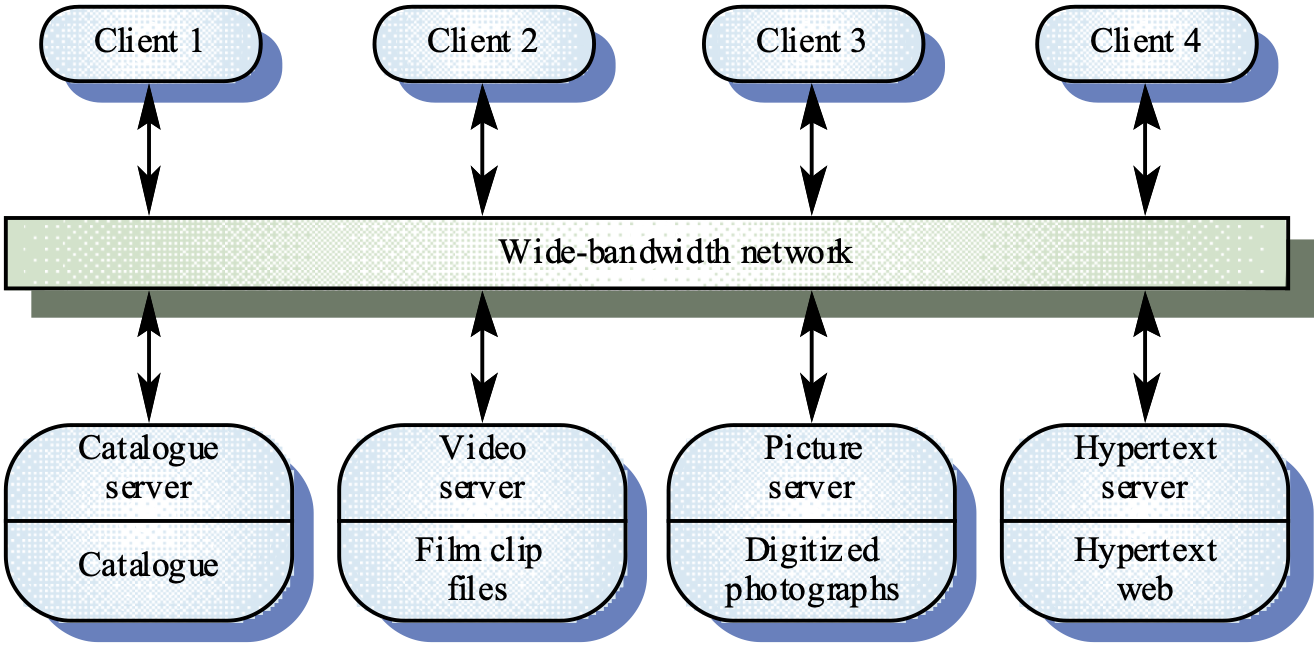 Client 1
Client 2
Client 3
Client 4
Wide-bandwidth network
Catalogue
server
Catalogue
Video
server
Film clip
files
Picture
server
Digitized
photographs
Hypertext
server
Hypertext
web